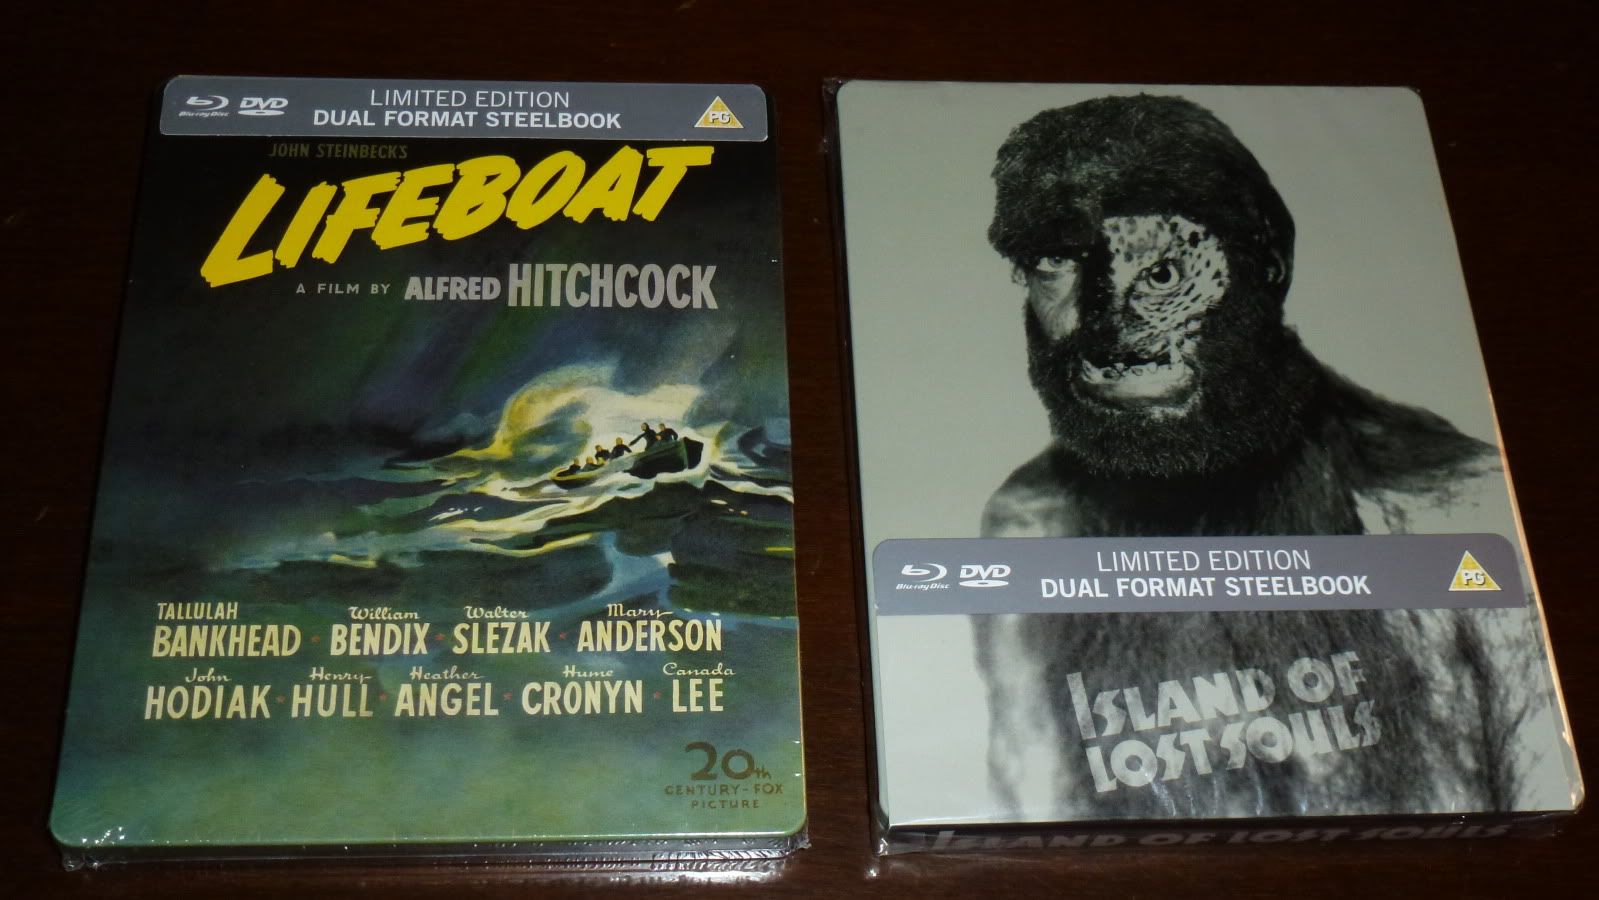 Blu-ray Disc DVD LIMITED EDITION
DUAL FORMAT STEELBOOK PG
JOHN STEINBECK'S
LIFEBOAT
A FILM BY ALFRED HITCHCOCK
TALLULAH William Walter Mary
BANKHEAD BENDIX SLEZAK ANDERSON
John Henry Heather Hume Canada
HODIAK HULL ANGEL CRONYN LEE
20th
CENTURY-FOX
PICTURE
Blu-ray Disc DVD LIMITED EDITION
DUAL FORMAT STEELBOOK PG
ISLAND OF
LOST SOULS
ISLAND OF LOST SOULS